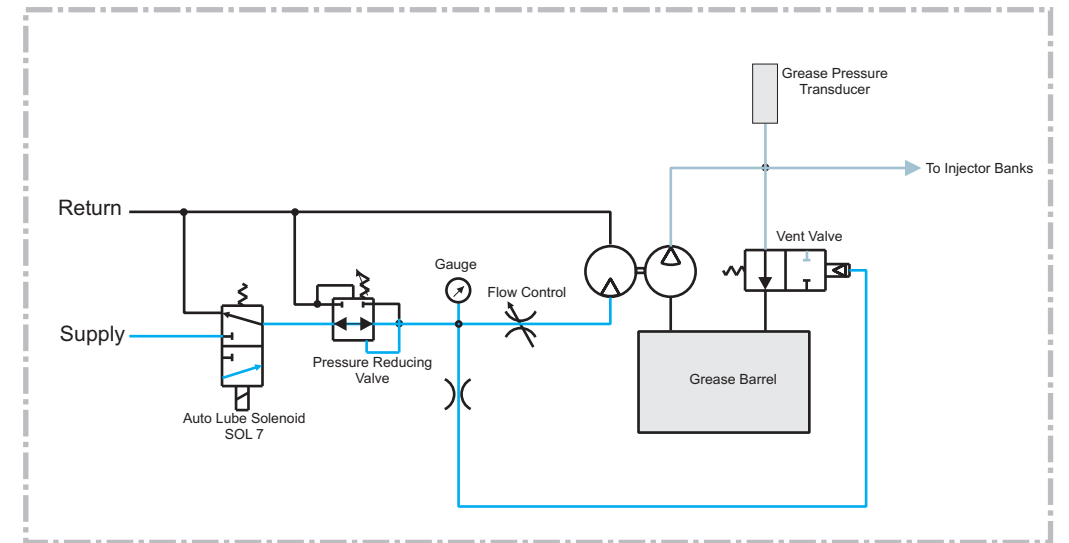 Grease Pressure
Transducer
To Injector Banks
Return
Vent Valve
Gauge
Flow Control
Supply
Pressure Reducing
Valve
Grease Barrel
Auto Lube Solenoid
SOL 7